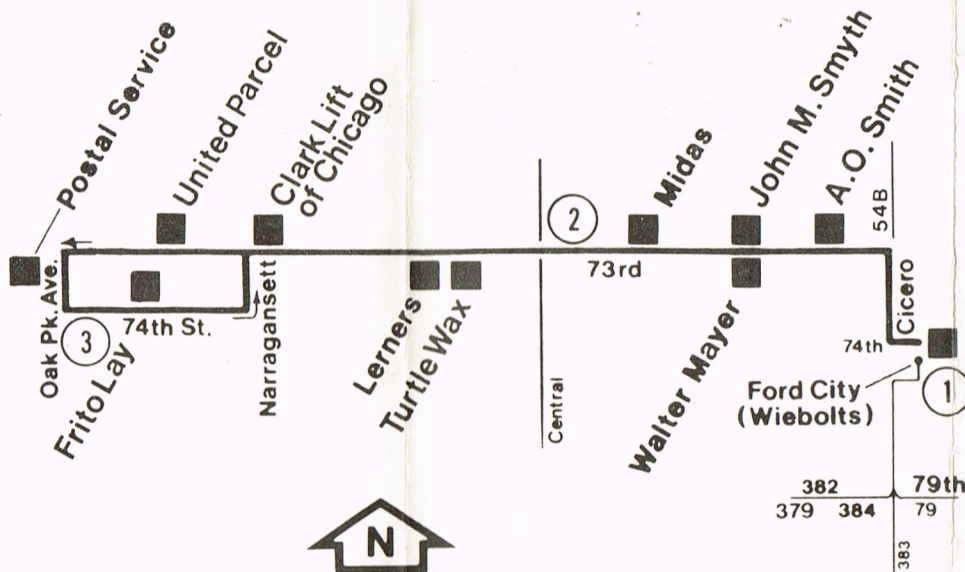 Postal Service
United Parcel
Clark Lift
of Chicago
Midas
John M. Smyth
A.O. Smith
54B
2
73rd
Oak Pk. Ave.
3
74th St.
Frito Lay
Narragansett
Lerners
Turtle Wax
Central
Walter Mayer
Cicero
74th
Ford City
(Wiebolts)
1
382 79th
379 384 79
383
N